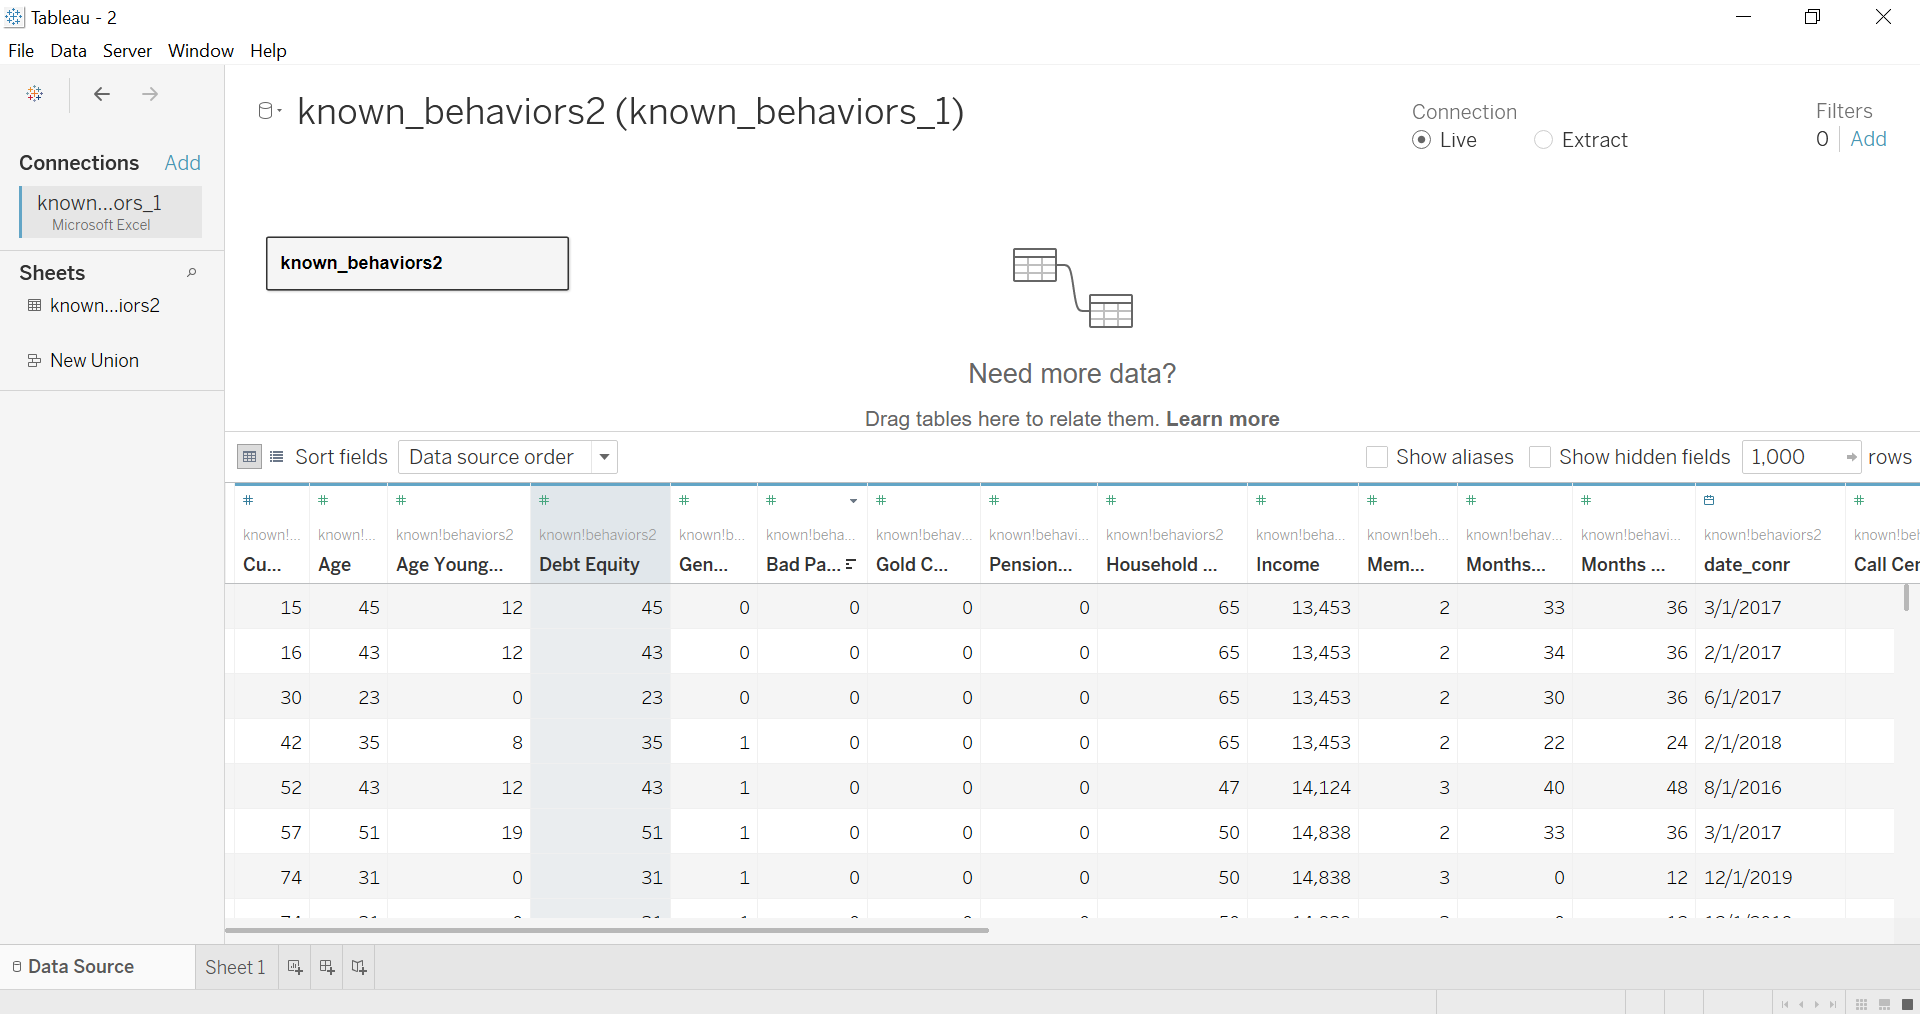 Tableau - 2
File Data Server Window Help
Connections Add
known...ors_1
Microsoft Excel
Sheets
known...iors2
New Union
known_behaviors2 (known_behaviors_1)
Connection
Live Extract
Filters
0 Add
known_behaviors2
Need more data?
Drag tables here to relate them. Learn more
Sort fields Data source order Show aliases Show hidden fields 1,000 rows
# # # # # # # # # # # # # #
known!... known!... known!behaviors2 known!behaviors2 known!b... known!beha... known!behav... known!behavi... known!behaviors2 known!beha... known!beh... known!behav... known!behavi... known!behaviors2 known!beh
Cu... Age Age Young... Debt Equity Gen... Bad Pa... Gold C... Pension... Household ... Income Mem... Months... Months ... date_conr Call Cen
15 45 12 45 0 0 0 0 65 13,453 2 33 36 3/1/2017
16 43 12 43 0 0 0 0 65 13,453 2 34 36 2/1/2017
30 23 0 23 0 0 0 0 65 13,453 2 30 36 6/1/2017
42 35 8 35 1 0 0 0 65 13,453 2 22 24 2/1/2018
52 43 12 43 1 0 0 0 47 14,124 3 40 48 8/1/2016
57 51 19 51 1 0 0 0 50 14,838 2 33 36 3/1/2017
74 31 0 31 1 0 0 0 50 14,838 3 0 12 12/1/2019
Data Source Sheet 1